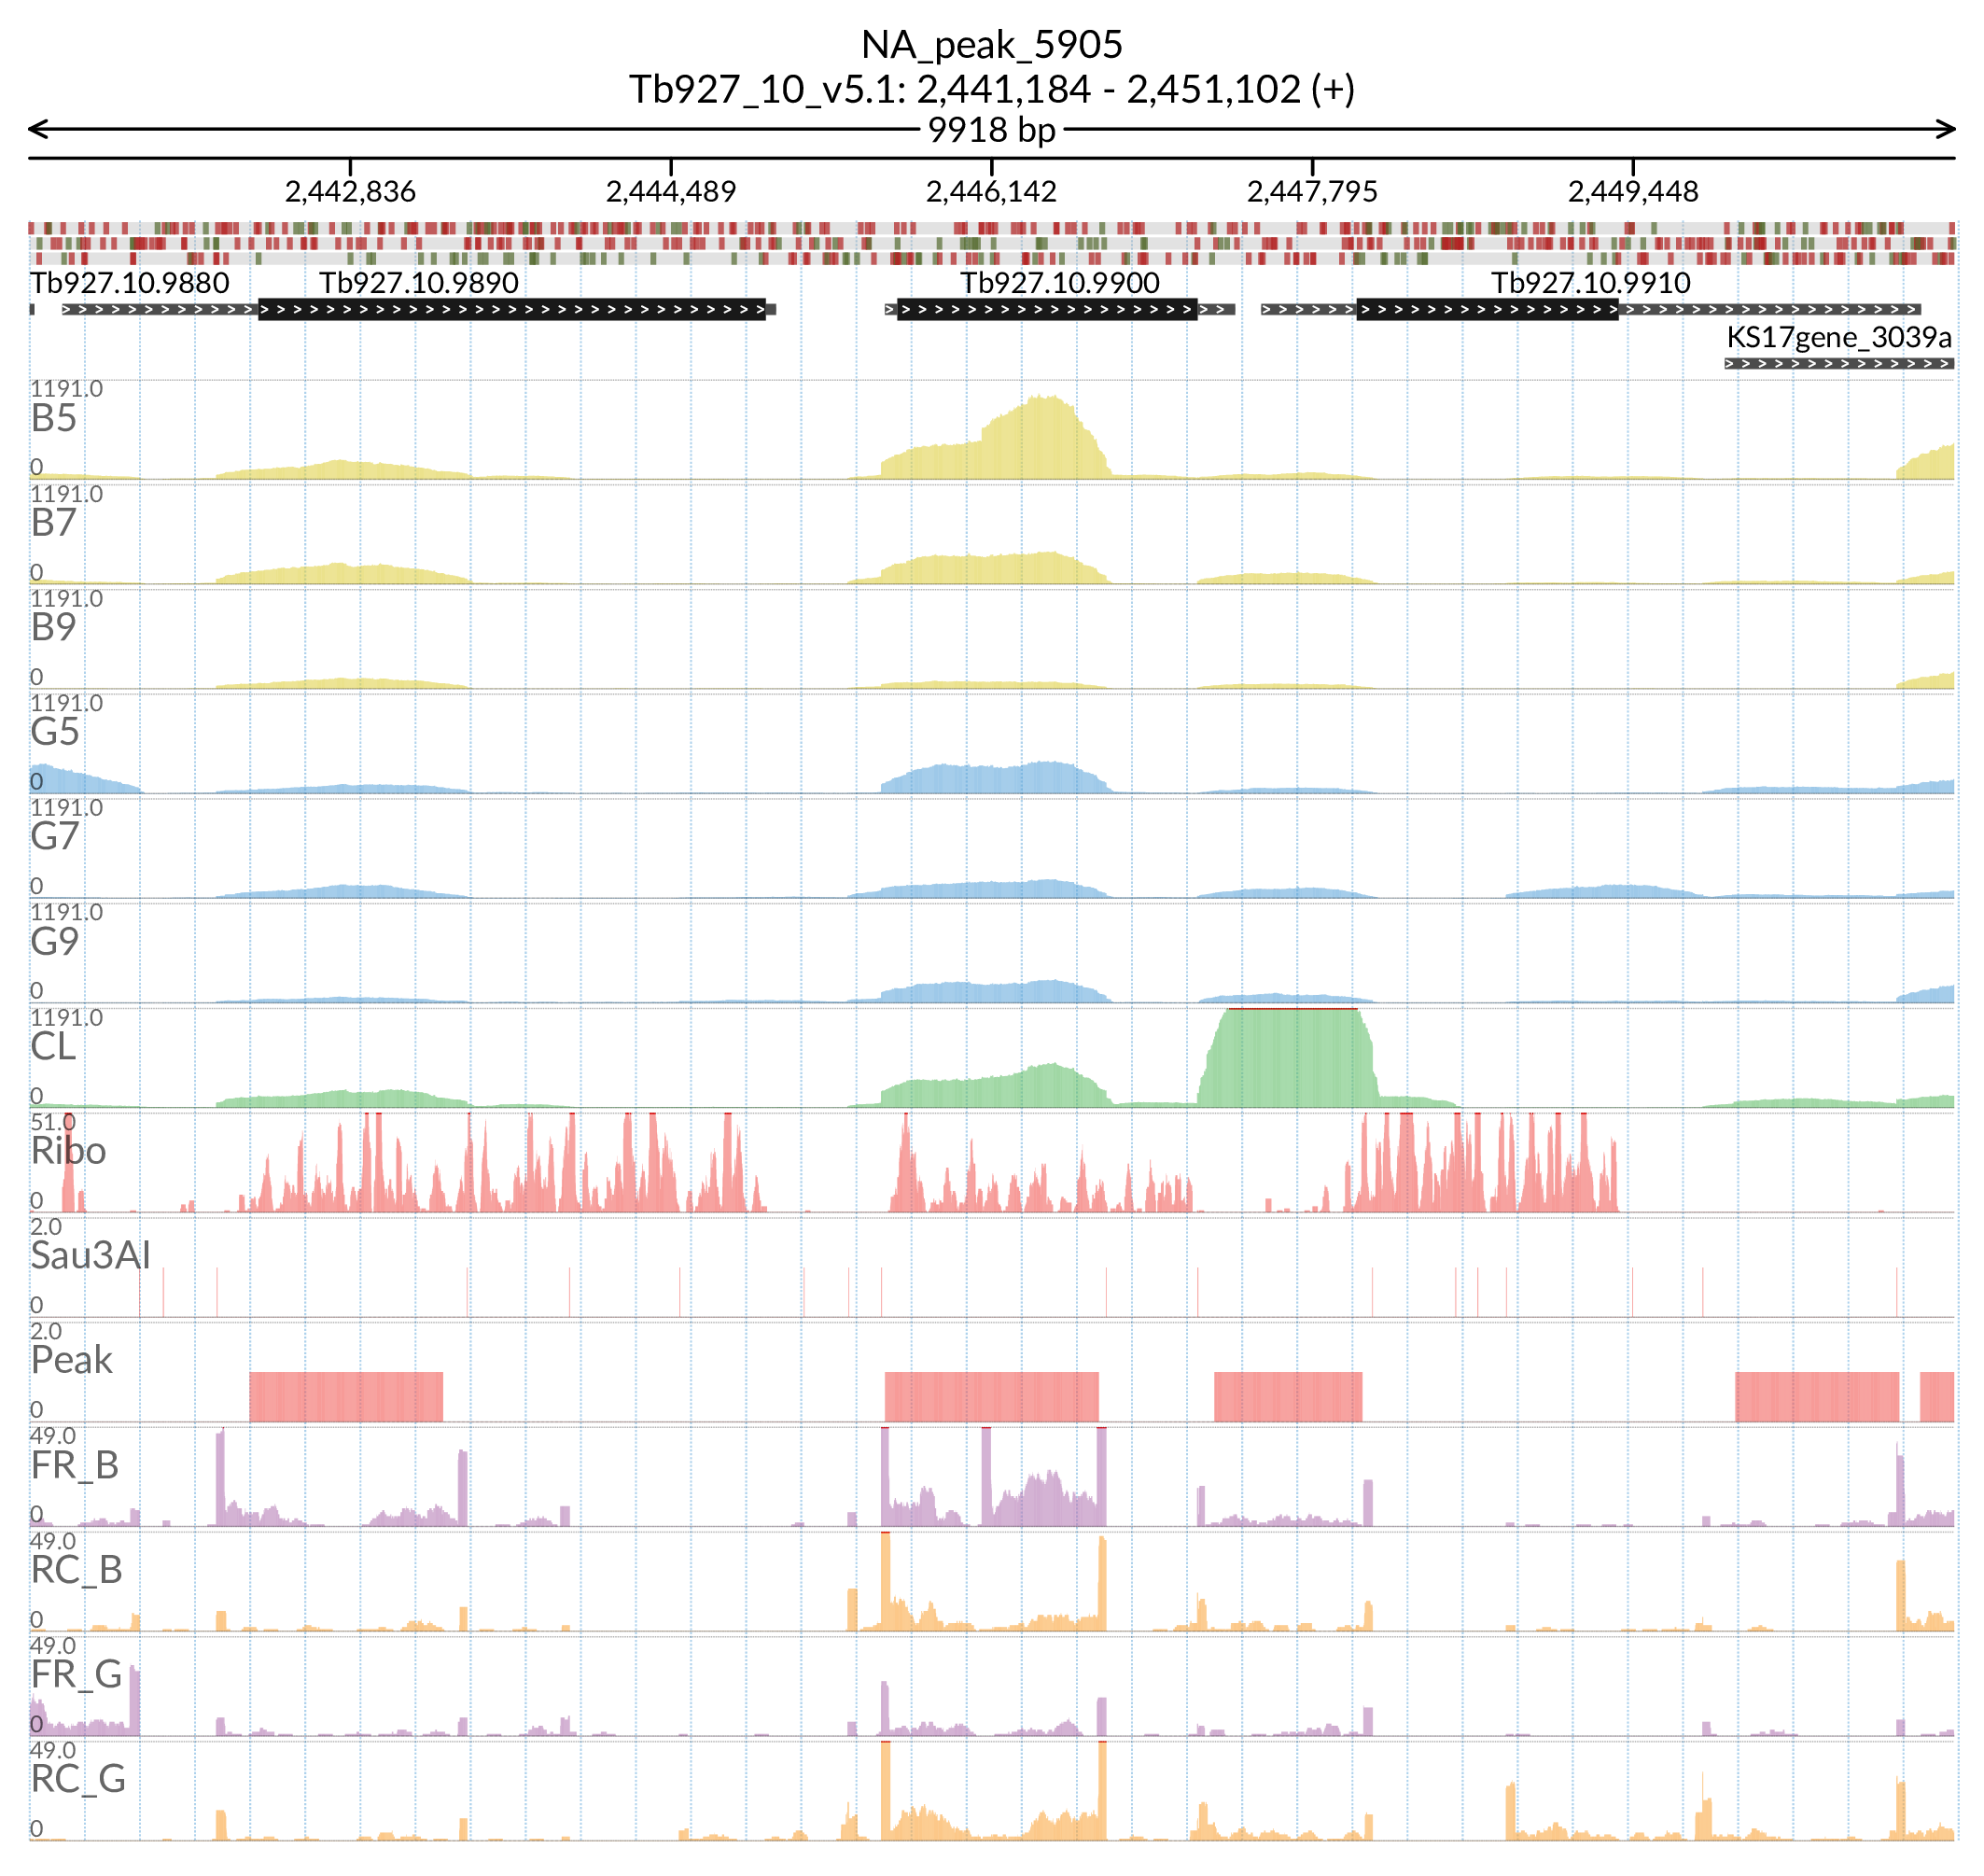 NA_peak_5905
Tb927_10_v5.1: 2,441,184 - 2,451,102 (+)
9918 bp
2,442,836 2,444,489 2,446,142 2,447,795 2,449,448
Tb927.10.9880 Tb927.10.9890 Tb927.10.9900 Tb927.10.9910
KS17gene_3039a
1191.0
B5
0
1191.0
B7
0
1191.0
B9
0
1191.0
G5
0
1191.0
G7
0
1191.0
G9
0
1191.0
CL
0
51.0
Ribo
0
2.0
Sau3AI
0
2.0
Peak
0
49.0
FR_B
0
49.0
RC_B
0
49.0
FR_G
0
49.0
RC_G
0